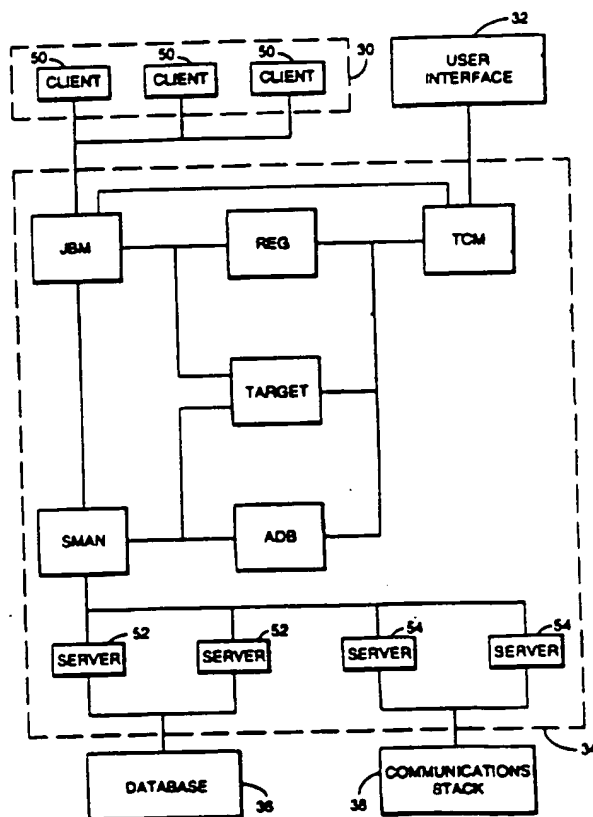 50 50 50 32
CLIENT CLIENT CLIENT 30
USER
INTERFACE
JBM REG TCM
TARGET
SMAN ADB
52 52 54 54
SERVER SERVER SERVER SERVER
34
DATABASE 36
38 COMMUNICATIONS
STACK